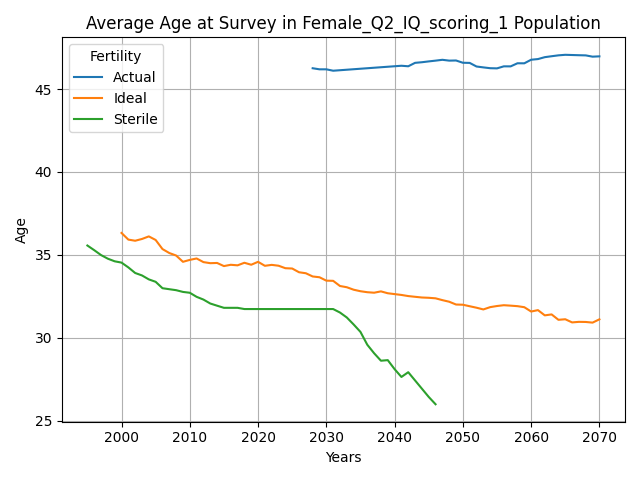 Average Age at Survey in Female_Q2_IQ_scoring_1 Population
Fertility
Actual
Ideal
Sterile
45
40
35
30
25
Age
2000 2010 2020 2030 2040 2050 2060 2070
Years